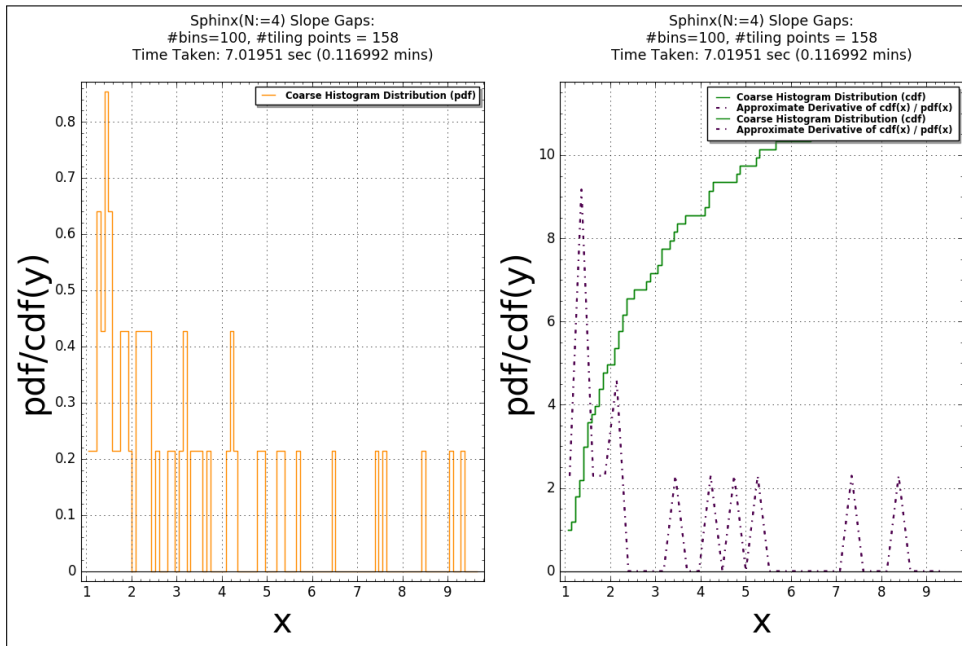 Sphinx(N:=4) Slope Gaps:
#bins=100, #tiling points = 158
Time Taken: 7.01951 sec (0.116992 mins)
Coarse Histogram Distribution (pdf)
0.8
0.7
0.6
0.5
0.4
0.3
0.2
0.1
0
pdf/cdf(y)
1 2 3 4 5 6 7 8 9
x
Sphinx(N:=4) Slope Gaps:
#bins=100, #tiling points = 158
Time Taken: 7.01951 sec (0.116992 mins)
Coarse Histogram Distribution (cdf)
Approximate Derivative of cdf(x) / pdf(x)
Coarse Histogram Distribution (cdf)
Approximate Derivative of cdf(x) / pdf(x)
10
8
6
4
2
0
pdf/cdf(y)
1 2 3 4 5 6 7 8 9
x